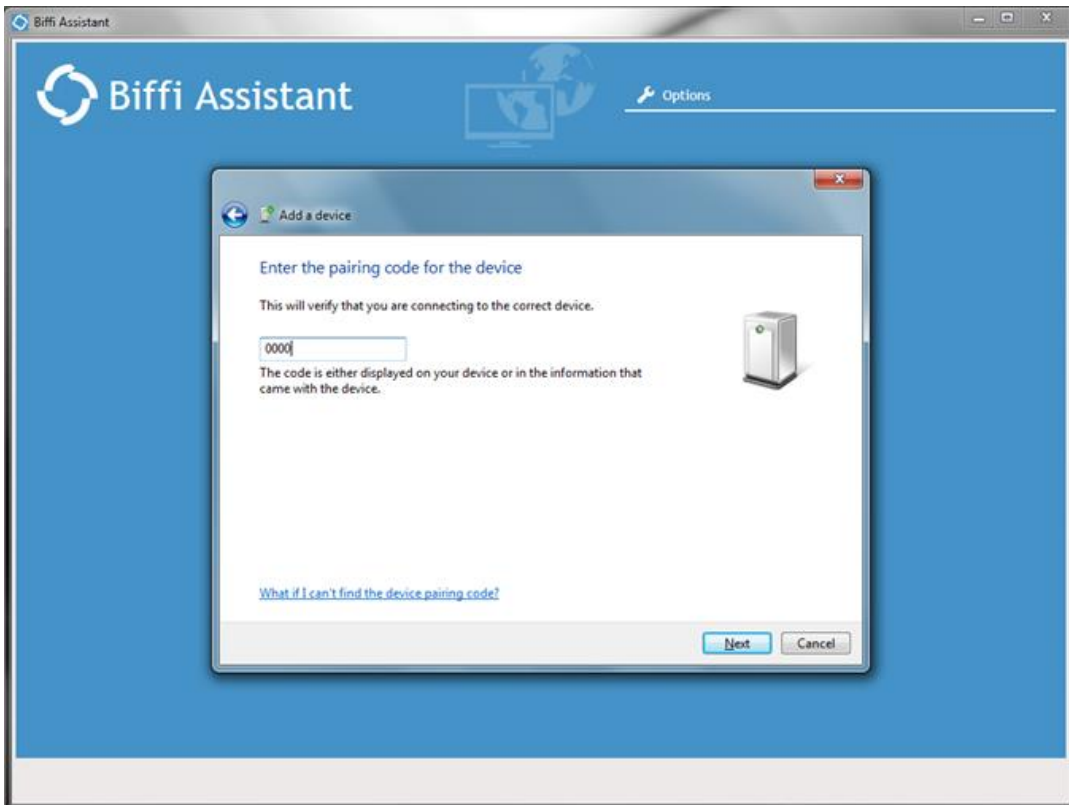 Biffi Assistant
Biffi Assistant
Options
Add a device
Enter the pairing code for the device
This will verify that you are connecting to the correct device.
0000
The code is either displayed on your device or in the information that
came with the device.
What if I can't find the device pairing code?
Next Cancel